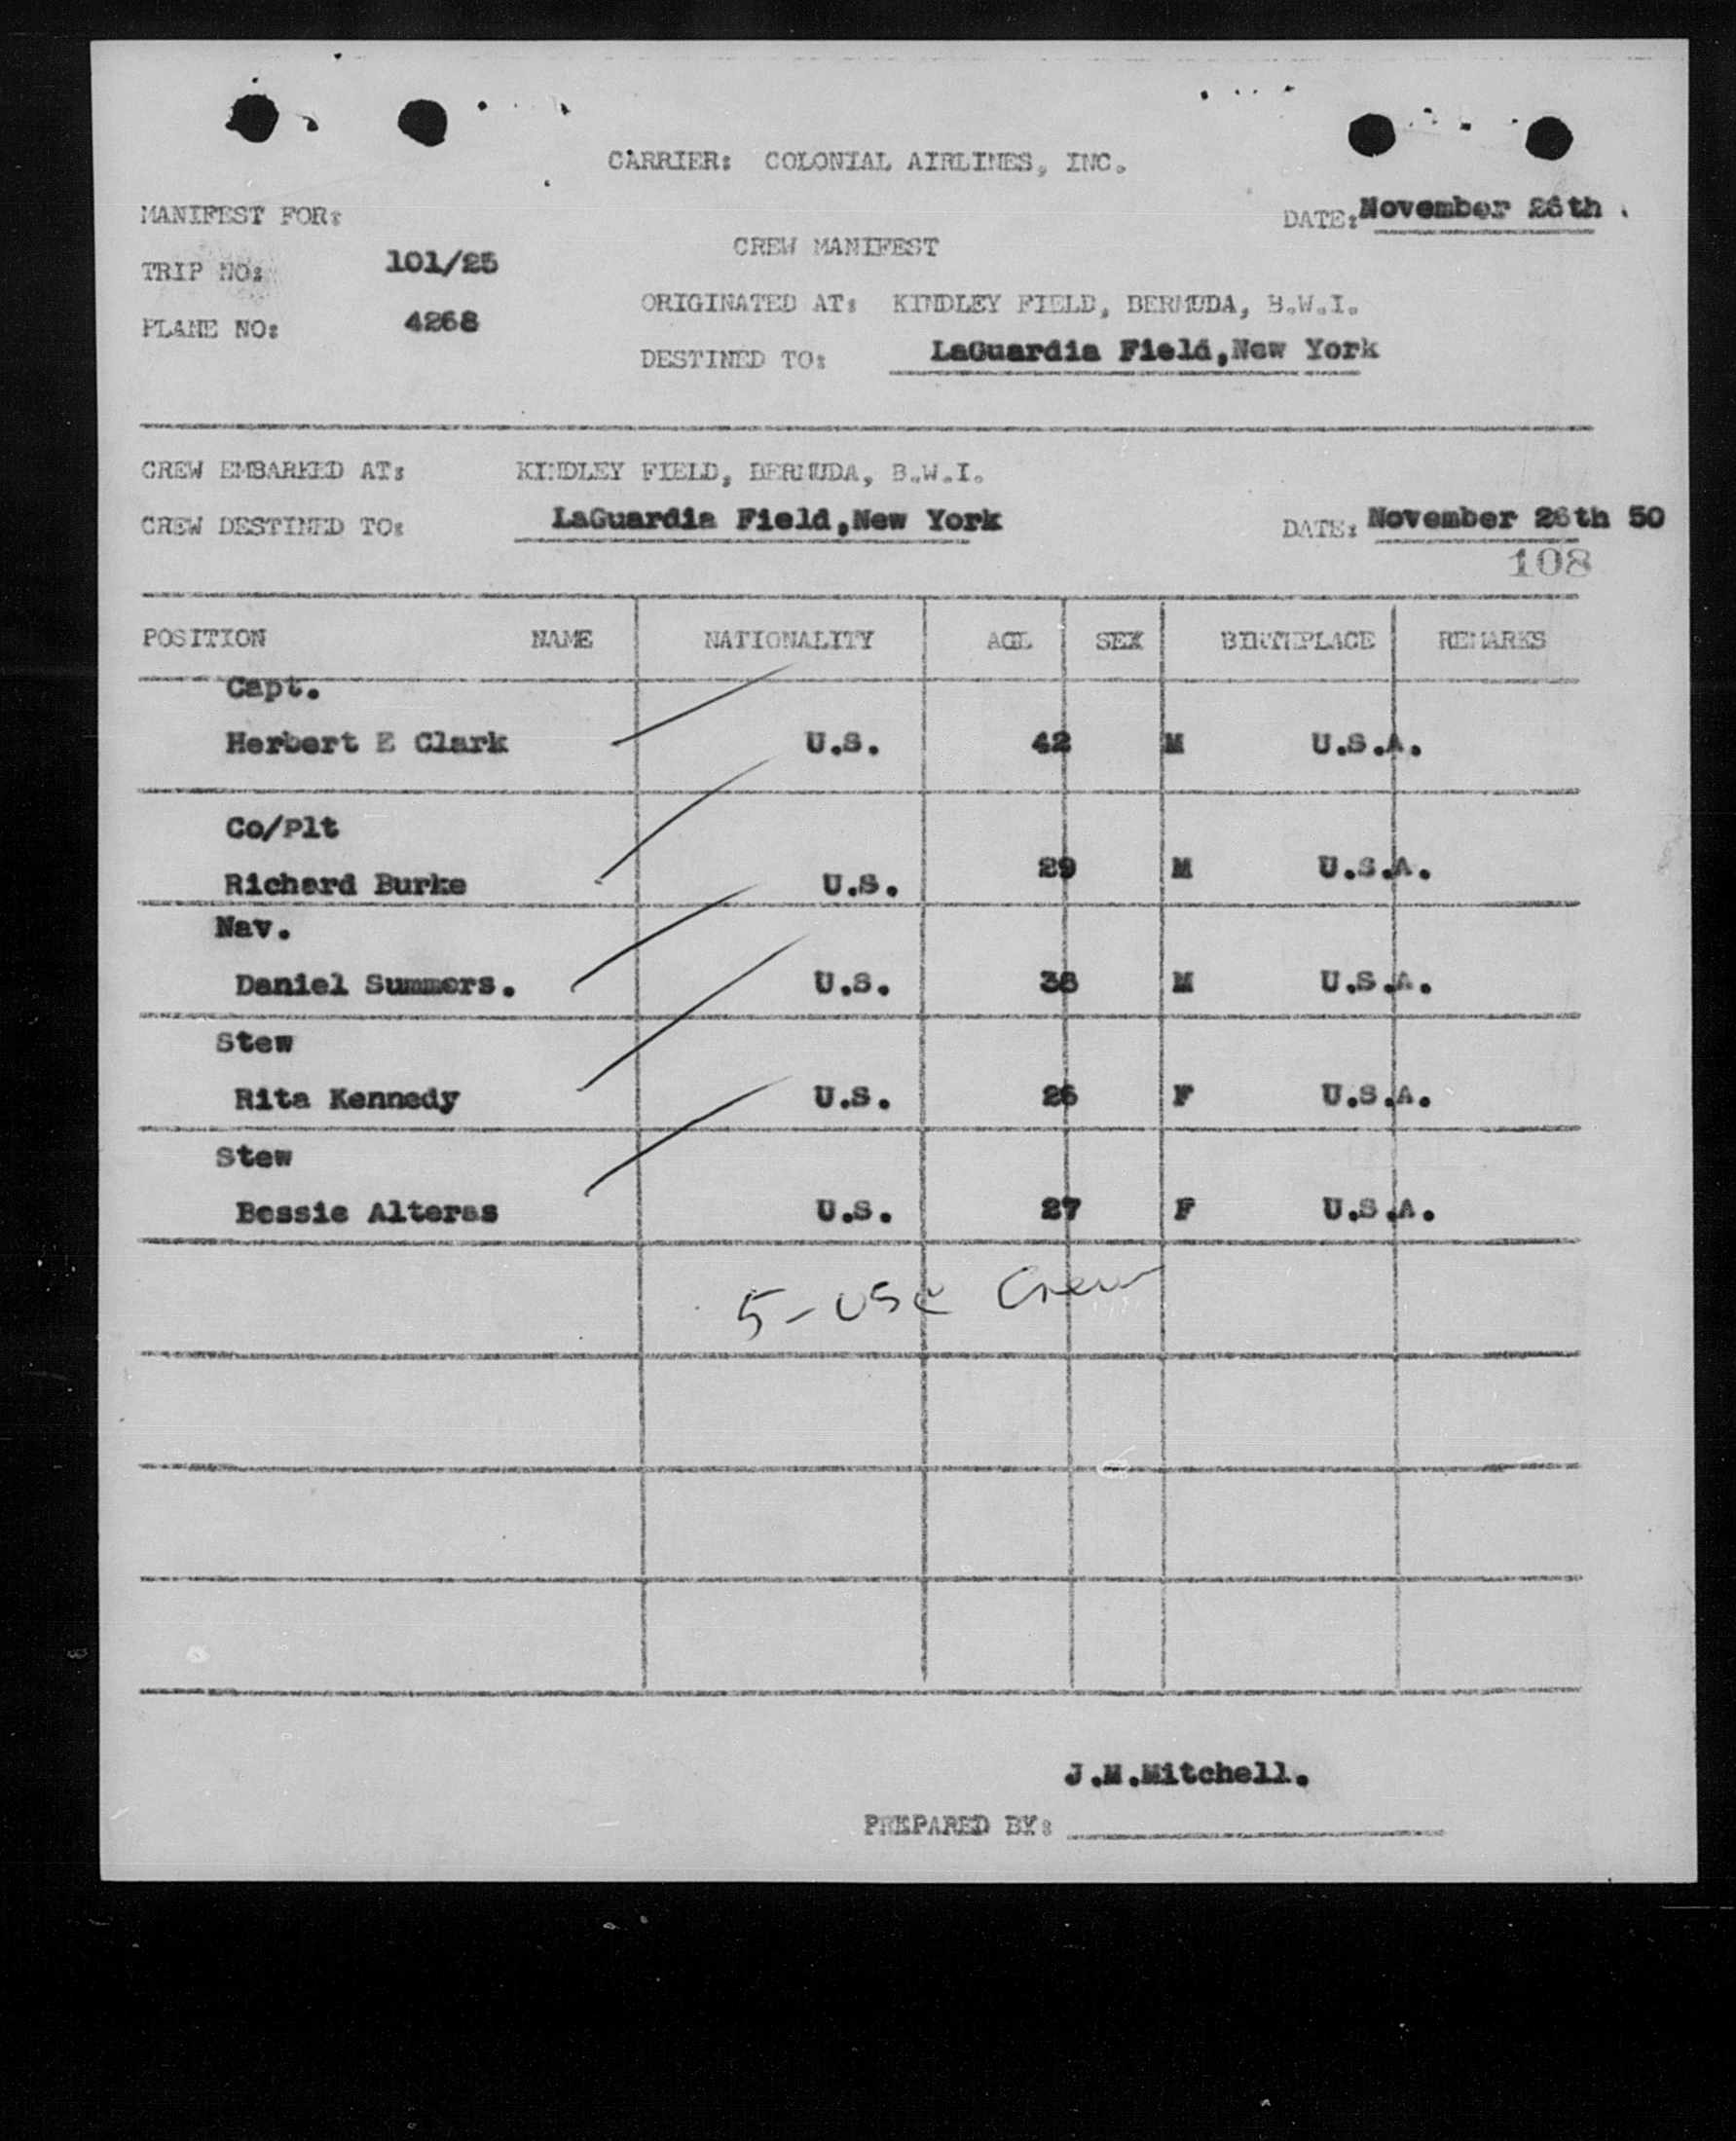 CARRIER: COLONIAL AIRLINES, INC.
MANIFEST FOR:
DATE: November 26th .
CREW MANIFEST
TRIP NO: 101/25
ORIGINATED AT: KINDLEY FIELD, BERMUDA, B.W.I.
PLANE NO: 4268
DESTINED TO: LaGuardia Field,New York
CREW EMBARKED AT: KINDLEY FIELD, BERMUDA, B.W.I.
CREW DESTINED TO: LaGuardia Field,New York DATE: November 26th 50
108
POSITION NAME NATIONALITY AGE SEX BIRTHPLACE REMARKS
Capt.
Herbert E Clark U.S. 42 M U.S.A.
Co/Plt
Richard Burke U.S. 29 M U.S.A.
Nav.
Daniel Summers. U.S. 38 M U.S.A.
Stew
Rita Kennedy U.S. 26 F U.S.A.
Stew
Bessie Alteras U.S. 27 F U.S.A.
5-USC Crew
J.M.Mitchell.
PREPARED BY: